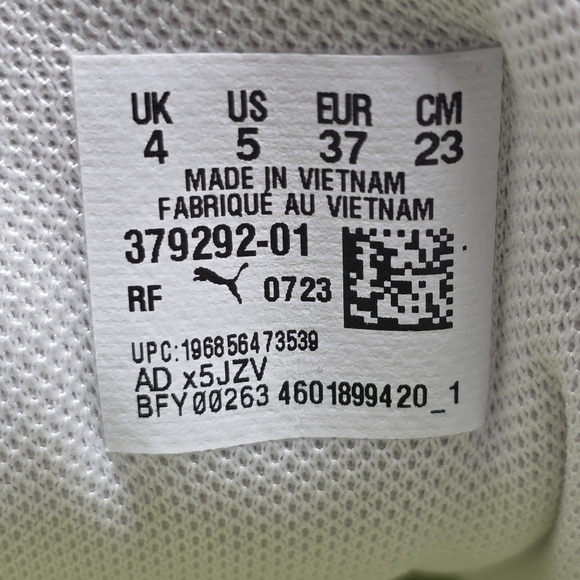 UK US EUR CM
4 5 37 23
MADE IN VIETNAM
FABRIQUÉ AU VIETNAM
379292-01
RF 0723
UPC:196856473539
AD x5JZV
BFY00263 4601899420_1